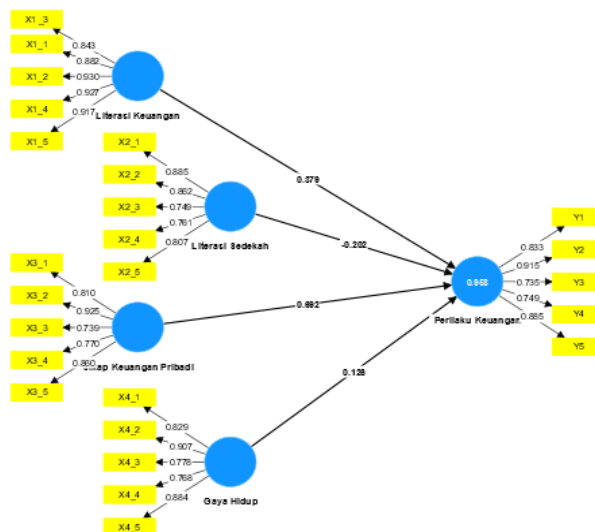 X1_3
X1_1
X1_2
X1_4
X1_5
0.843
0.882
0.930
0.927
0.917
Literasi Keuangan
X2_1
X2_2
X2_3
X2_4
X2_5
0.885
0.862
0.749
0.761
0.807
Literasi Sedekah
X3_1
X3_2
X3_3
X3_4
X3_5
0.810
0.925
0.739
0.770
0.860
Keuangan Pribadi
X4_1
X4_2
X4_3
X4_4
X4_5
0.829
0.907
0.778
0.768
0.884
Gaya Hidup
0.379
-0.202
0.692
0.128
0.958
Perilaku Keuangan
0.833
0.915
0.735
0.749
0.885
Y1
Y2
Y3
Y4
Y5